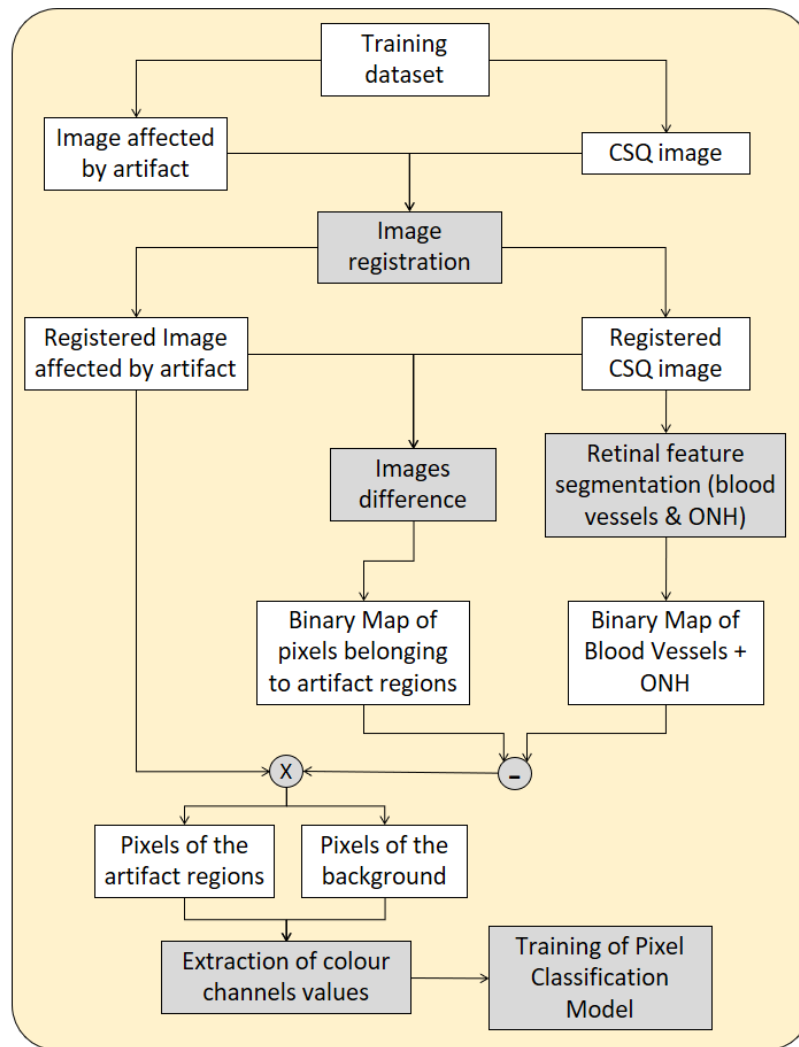 Training
dataset
Image affected
by artifact
CSQ image
Image
registration
Registered Image
affected by artifact
Registered
CSQ image
Images
difference
Retinal feature
segmentation (blood
vessels & ONH)
Binary Map of
pixels belonging
to artifact regions
Binary Map of
Blood Vessels +
ONH
X
-
Pixels of the
artifact regions
Pixels of the
background
Extraction of colour
channels values
Training of Pixel
Classification
Model